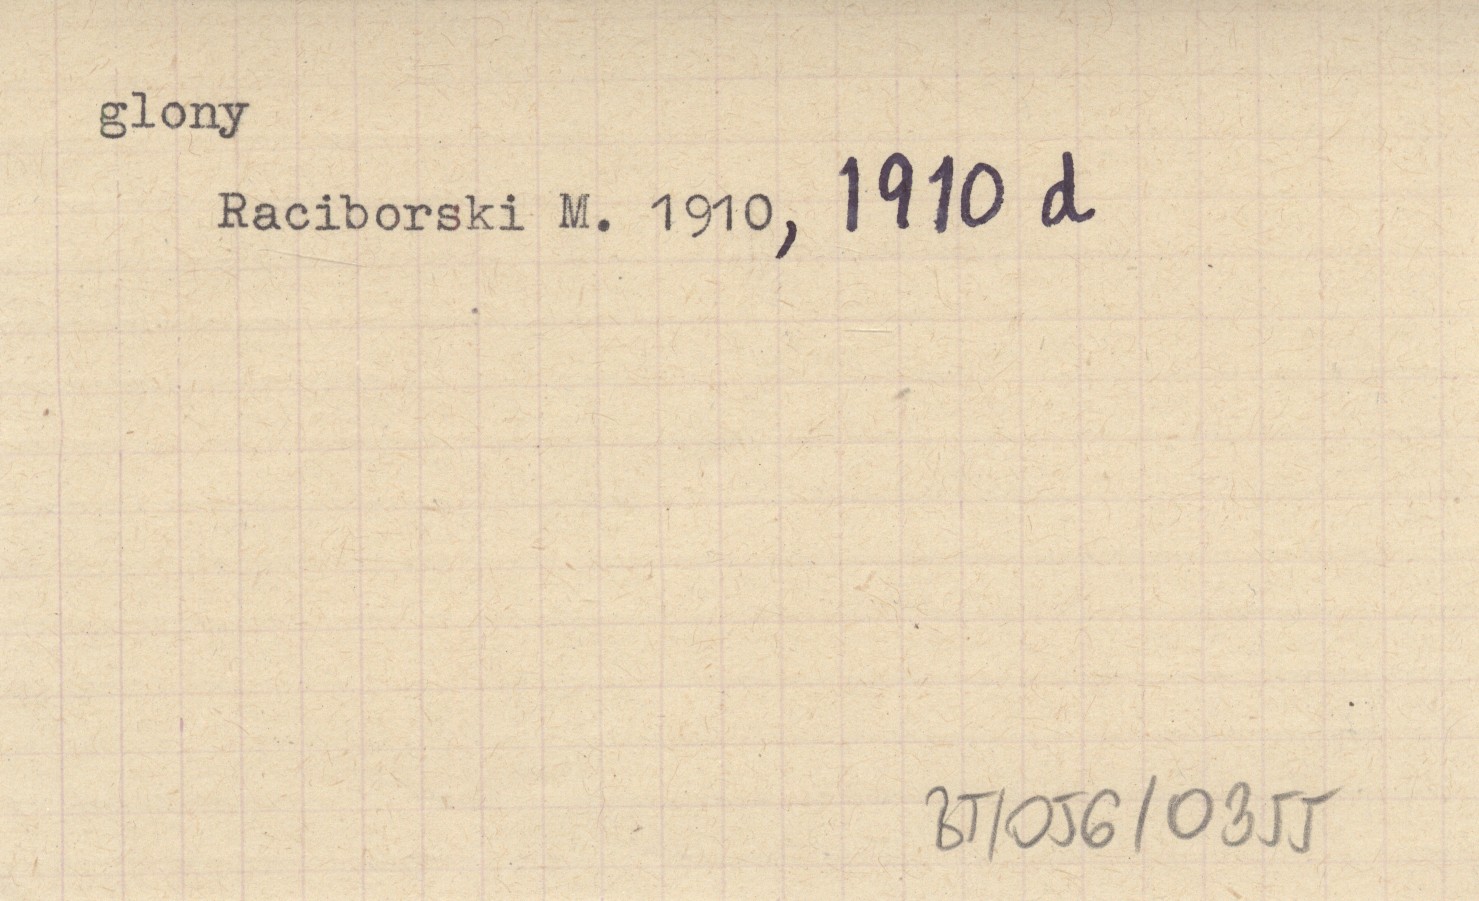 glony
Raciborski M. 1910, 1910 d
BT/056/0355